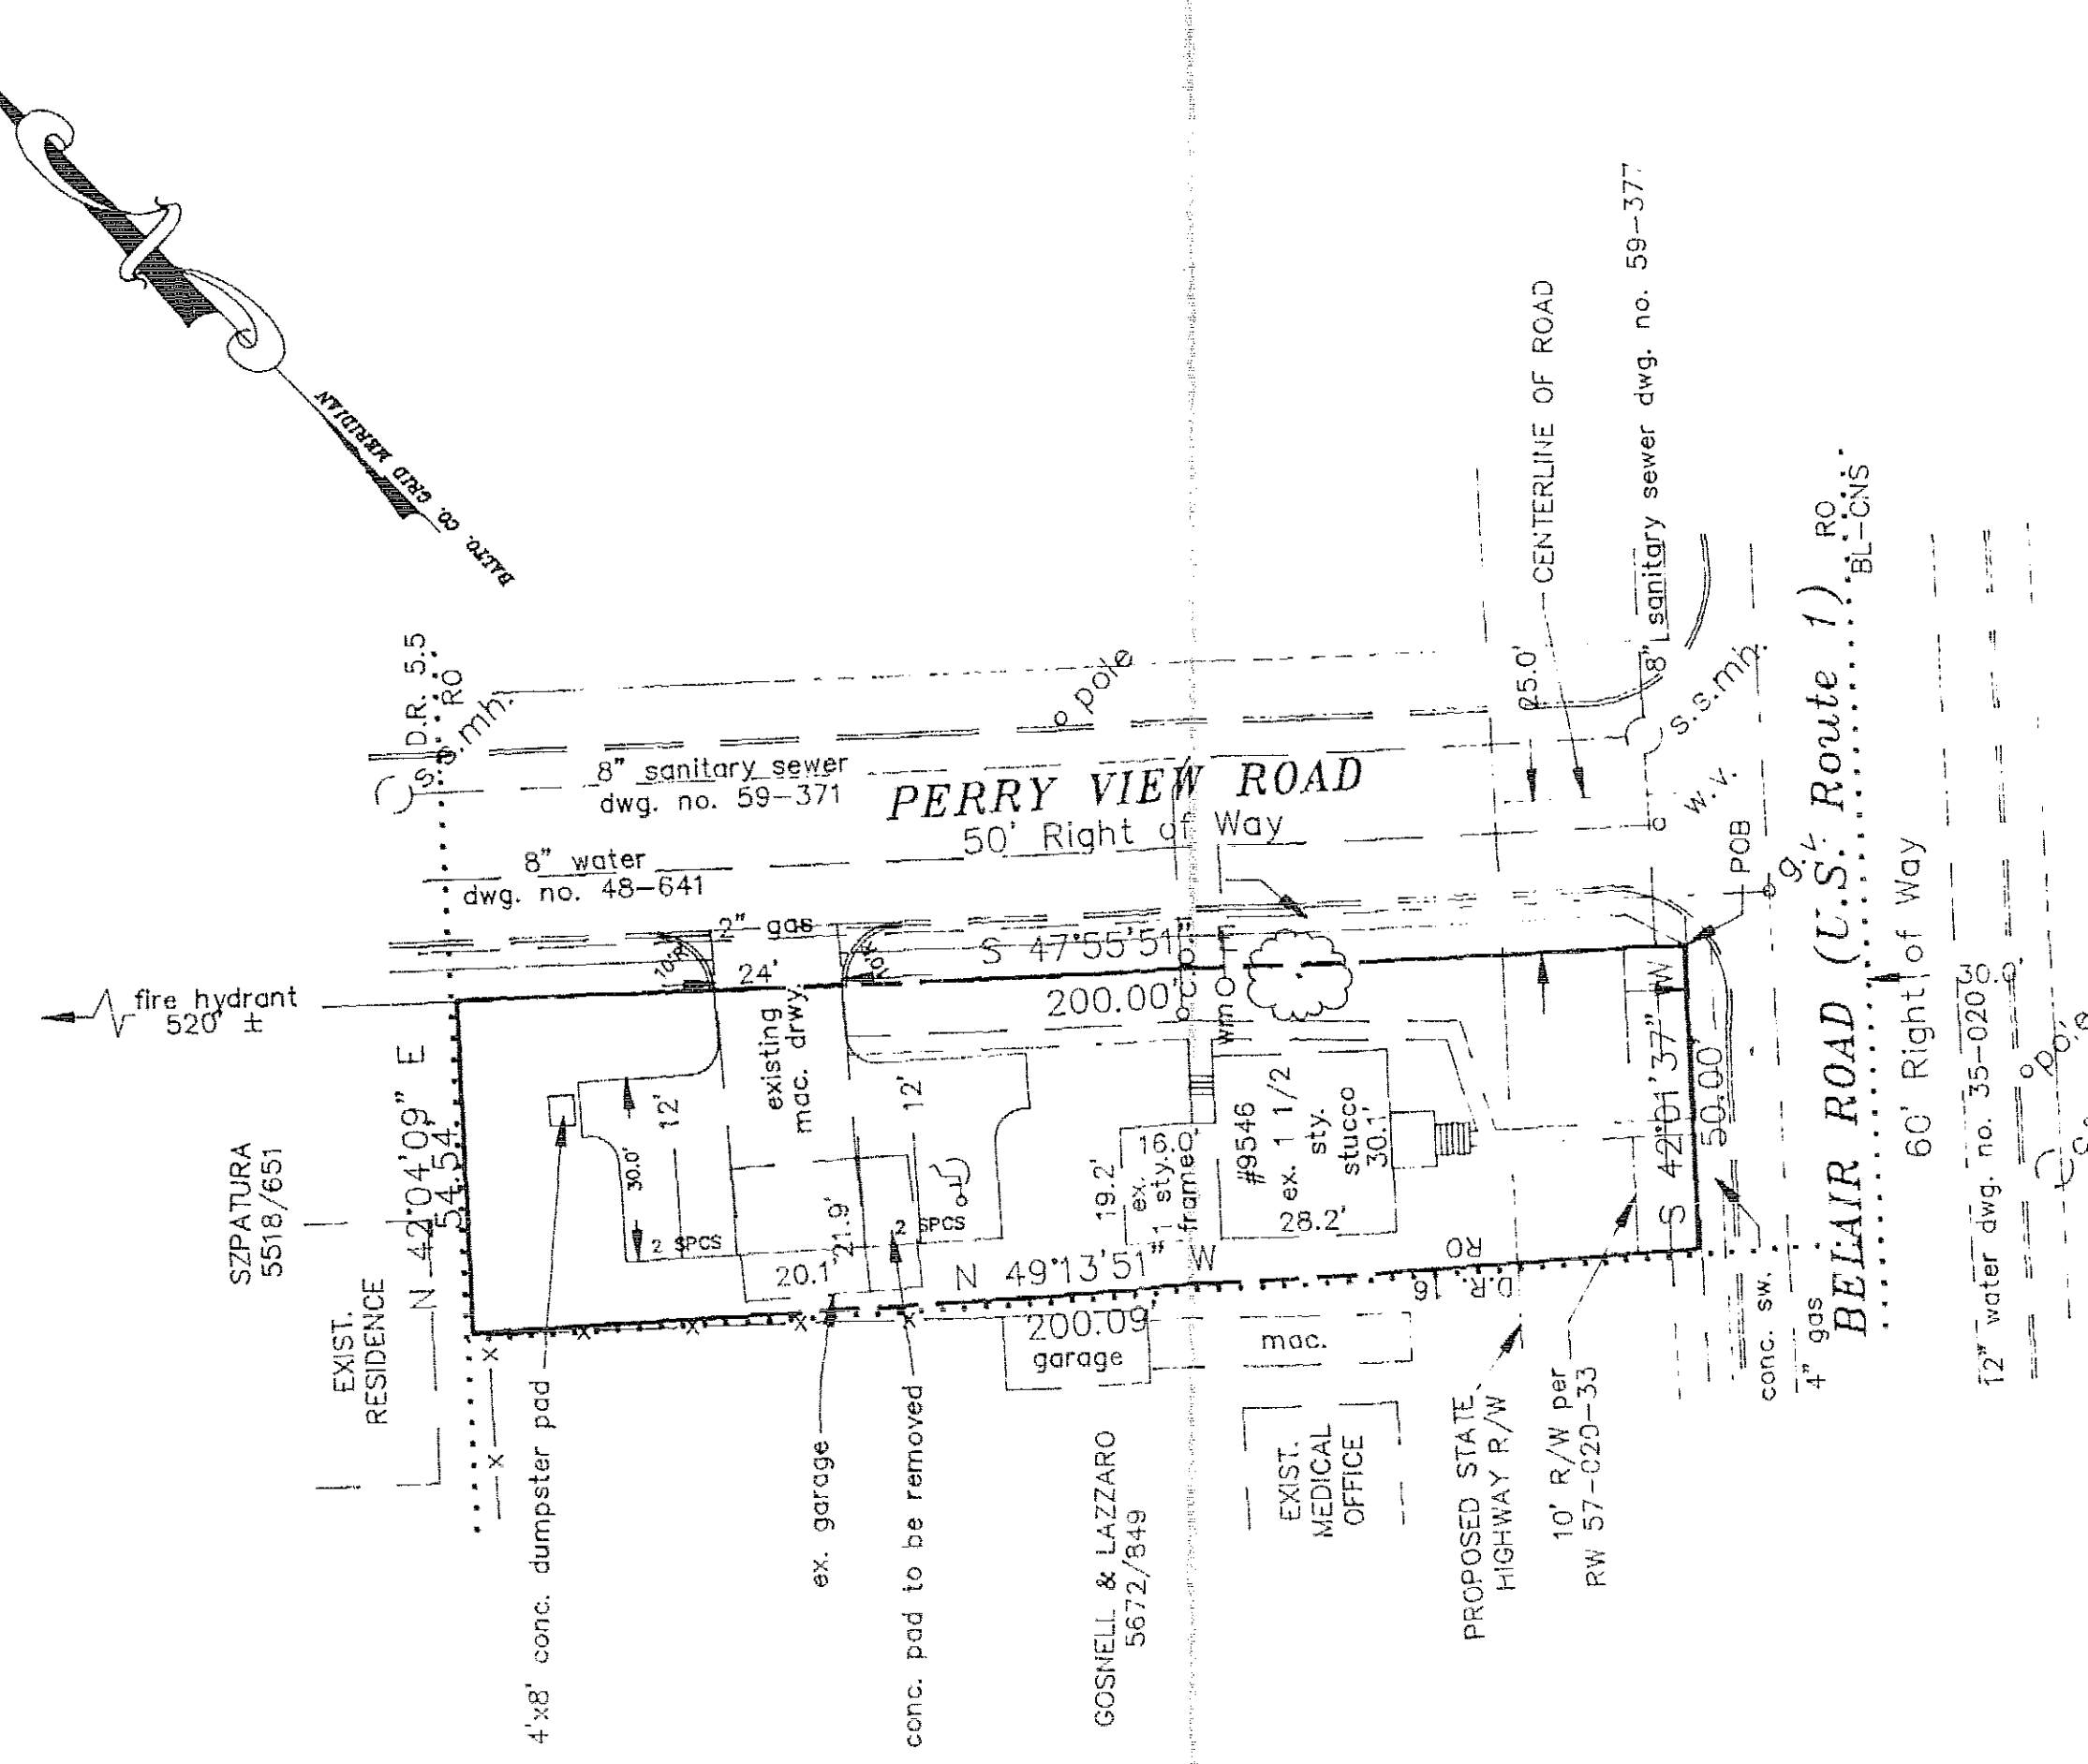 BALTO. CO. GRID MERIDIAN
fire hydrant
520' ±
D.R. 5.5
RO
s.s.mh.
8" sanitary sewer
dwg. no. 59-371
PERRY VIEW ROAD
50' Right of Way
8" water
dwg. no. 48-641
2" gas
pole
25.0'
CENTERLINE OF ROAD
8" sanitary sewer dwg. no. 59-377
s.s.mh.
w.v.
g.v.
POB
RO
BL-CNS
SZPATURA
5518/651
EXIST.
RESIDENCE
N 42°04'09" E
54.54'
S 47°55'51" E
200.00'
c.o.
wm
10'R
24'
10'R
existing
mac. drwy.
30.0'
12'
12'
2 SPCS
2 SPCS
20.1'
21.9'
19.2'
ex.
1 sty.
frame
16.0'
#9546
ex. 1 1/2
sty.
stucco
30.1'
28.2'
N 49°13'51" W
200.09'
garage
mac.
RO
D.R. 16
S 42°01'37" W
50.00'
4'x8' conc. dumpster pad
ex. garage
conc. pad to be removed
GOSNELL & LAZZARO
5672/849
EXIST.
MEDICAL
OFFICE
PROPOSED STATE
HIGHWAY R/W
10' R/W per
RW 57-020-33
conc. sw.
4" gas
BELAIR ROAD (U.S. Route 1)
60' Right of Way
30.0'
12" water dwg. no. 35-020